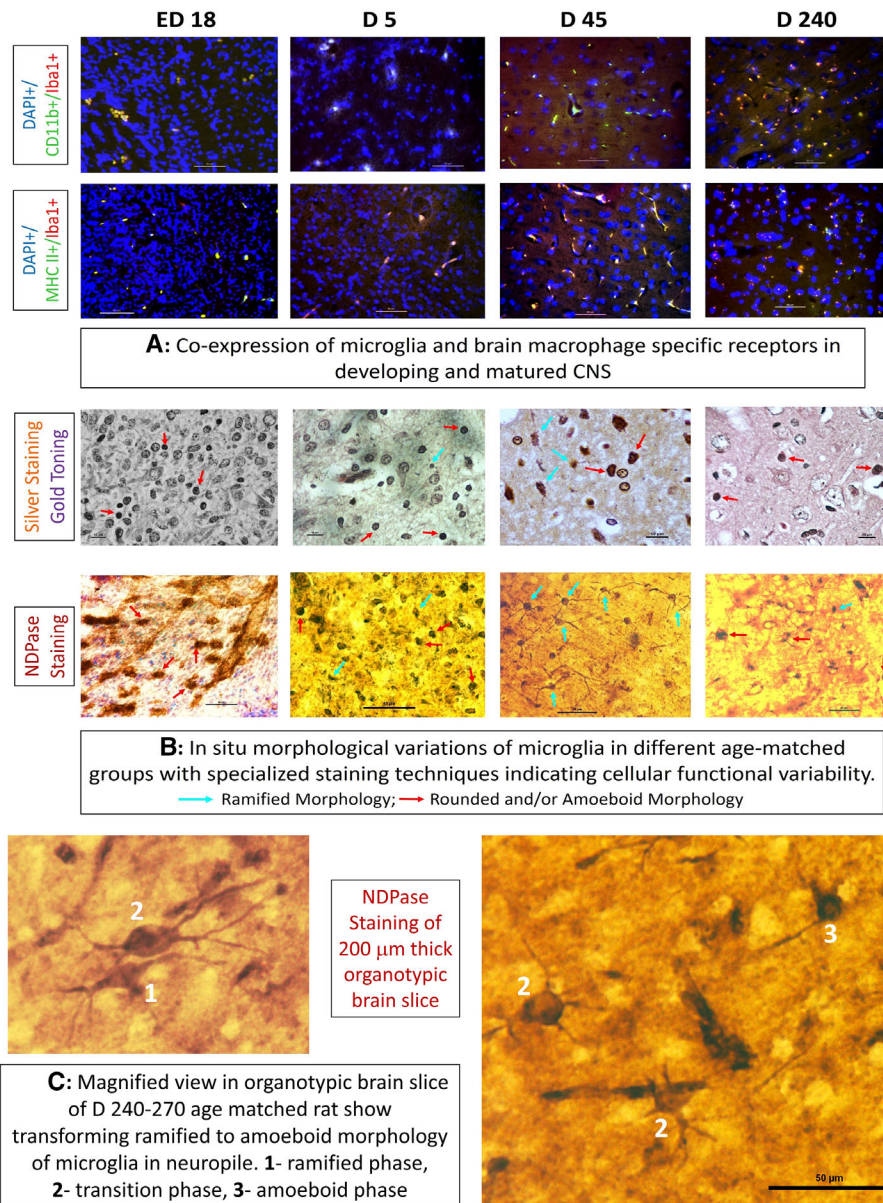 ED 18
D 5
D 45
D 240
DAPI+/
CD11b+/Iba1+
DAPI+/
MHC II+/Iba1+
A: Co-expression of microglia and brain macrophage specific receptors in
developing and matured CNS
Silver Staining
Gold Toning
NDPase
Staining
B: In situ morphological variations of microglia in different age-matched
groups with specialized staining techniques indicating cellular functional variability.
Ramified Morphology; Rounded and/or Amoeboid Morphology
2
1
NDPase
Staining of
200 μm thick
organotypic
brain slice
3
2
2
50 μm
C: Magnified view in organotypic brain slice
of D 240-270 age matched rat show
transforming ramified to amoeboid morphology
of microglia in neuropile. 1- ramified phase,
2- transition phase, 3- amoeboid phase